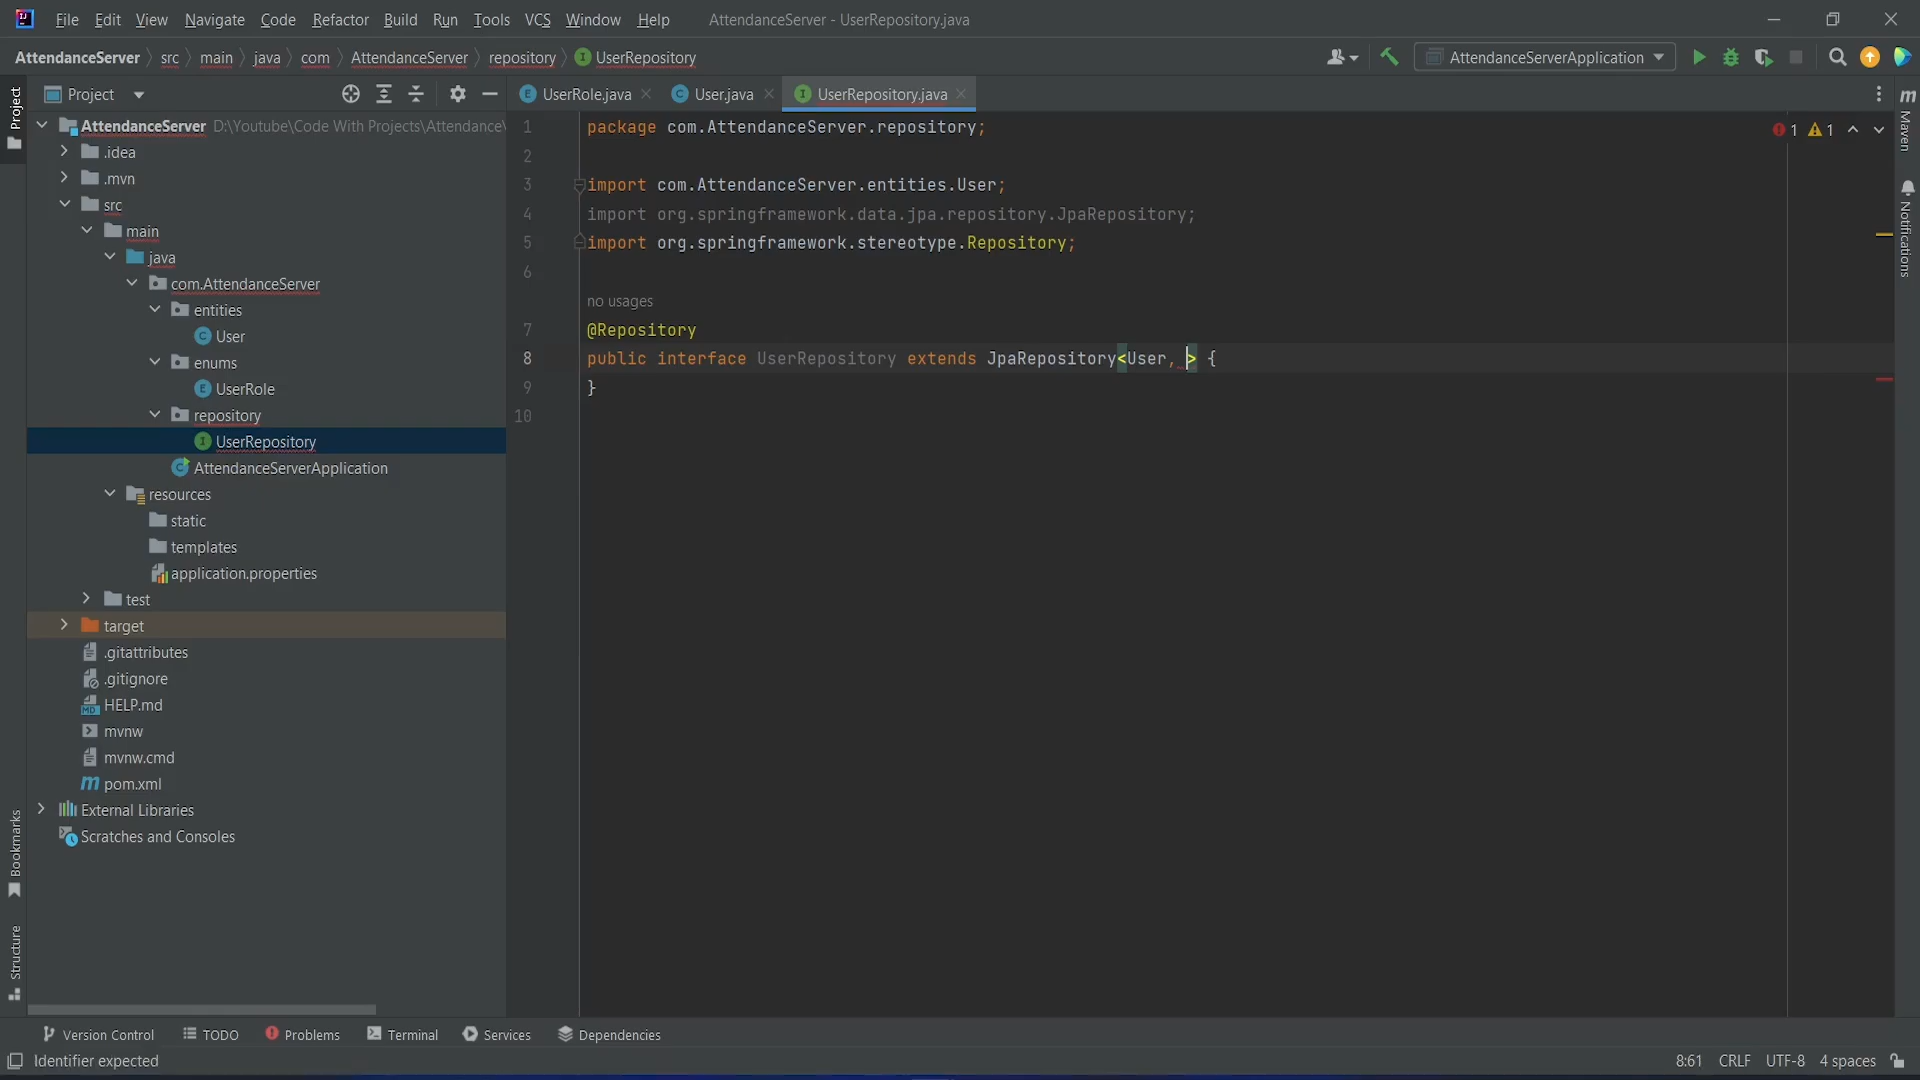 File Edit View Navigate Code Refactor Build Run Tools VCS Window Help AttendanceServer - UserRepository.java
AttendanceServer src main java com AttendanceServer repository UserRepository AttendanceServerApplication
Project UserRole.java User.java UserRepository.java
Project
Maven
Notifications
Bookmarks
Structure
AttendanceServer D:\Youtube\Code With Projects\Attendance\
.idea
.mvn
src
main
java
com.AttendanceServer
entities
User
enums
UserRole
repository
UserRepository
AttendanceServerApplication
resources
static
templates
application.properties
test
target
.gitattributes
.gitignore
HELP.md
mvnw
mvnw.cmd
pom.xml
External Libraries
Scratches and Consoles
1 package com.AttendanceServer.repository;
1 1
2
3 import com.AttendanceServer.entities.User;
4 import org.springframework.data.jpa.repository.JpaRepository;
5 import org.springframework.stereotype.Repository;
6
no usages
7 @Repository
8 public interface UserRepository extends JpaRepository<User, > {
9 }
10
Version Control TODO Problems Terminal Services Dependencies
Identifier expected 8:61 CRLF UTF-8 4 spaces